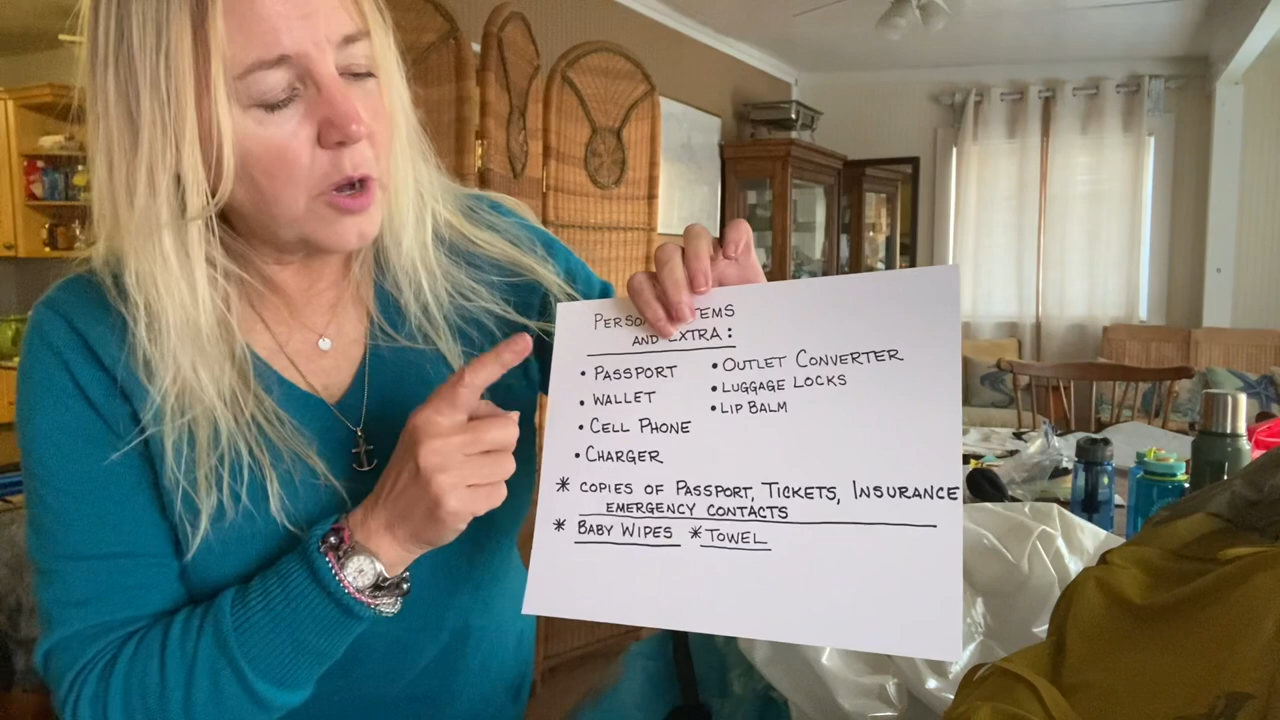 AND EXTRA:
• PASSPORT
• WALLET
• CELL PHONE
• CHARGER
• OUTLET CONVERTER
• LUGGAGE LOCKS
• LIP BALM
* COPIES OF PASSPORT, TICKETS, INSURANCE
EMERGENCY CONTACTS
* BABY WIPES * TOWEL